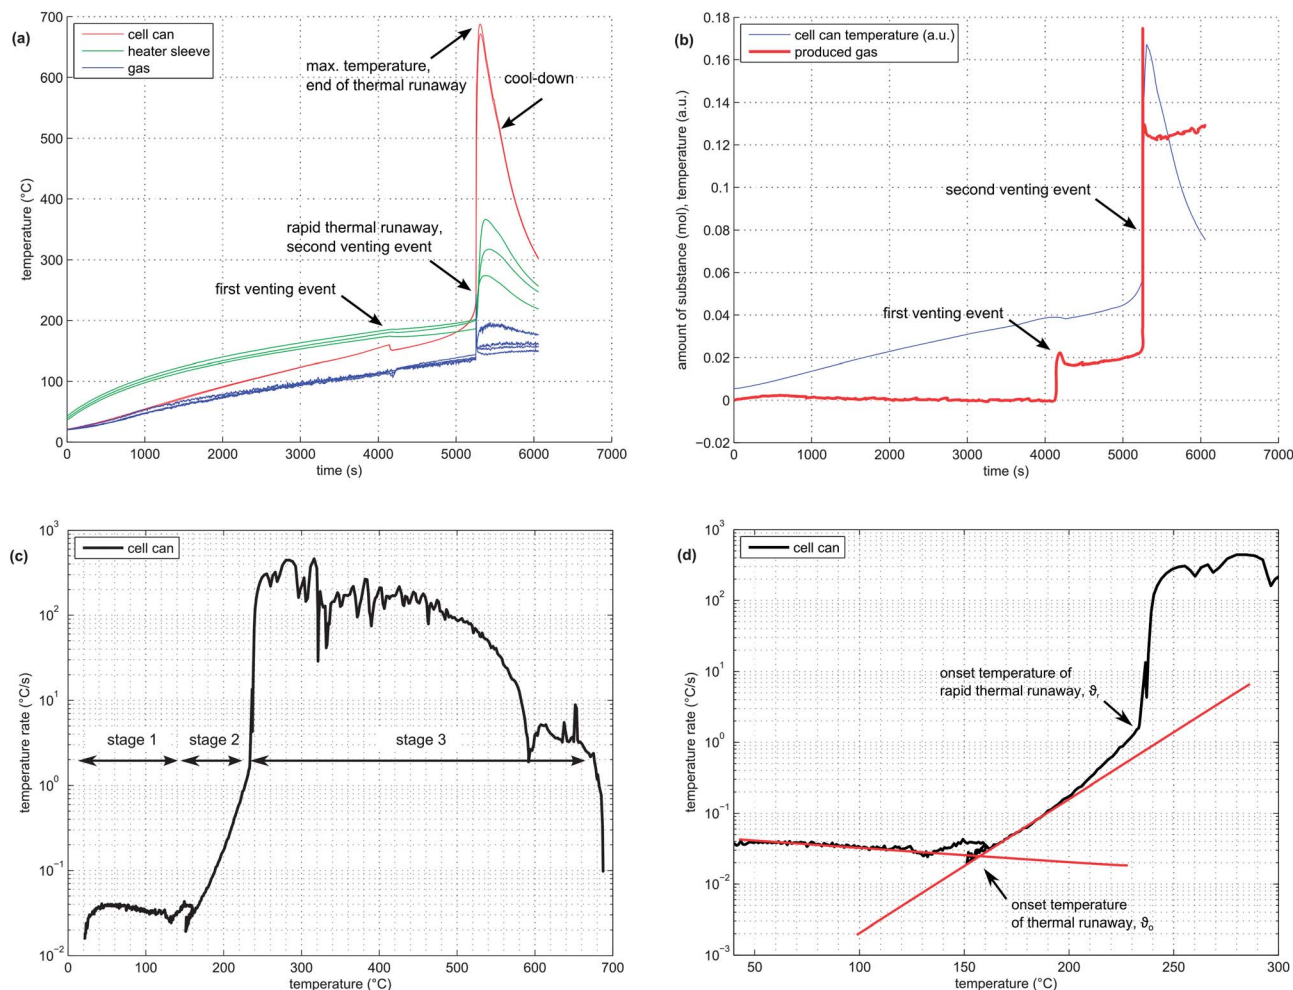 (a)
cell can
heater sleeve
gas
max. temperature,
end of thermal runaway
cool-down
rapid thermal runaway,
second venting event
first venting event
temperature (°C)
700
600
500
400
300
200
100
0
0 1000 2000 3000 4000 5000 6000 7000
time (s)
(b)
cell can temperature (a.u.)
produced gas
second venting event
first venting event
amount of substance (mol), temperature (a.u.)
0.18
0.16
0.14
0.12
0.1
0.08
0.06
0.04
0.02
0
−0.02
0 1000 2000 3000 4000 5000 6000 7000
time (s)
(c)
cell can
stage 1 stage 2 stage 3
temperature rate (°C/s)
10³
10²
10¹
10⁰
10⁻¹
10⁻²
0 100 200 300 400 500 600 700
temperature (°C)
(d)
cell can
onset temperature of
rapid thermal runaway, ϑᵣ
onset temperature
of thermal runaway, ϑₒ
temperature rate (°C/s)
10³
10²
10¹
10⁰
10⁻¹
10⁻²
10⁻³
50 100 150 200 250 300
temperature (°C)